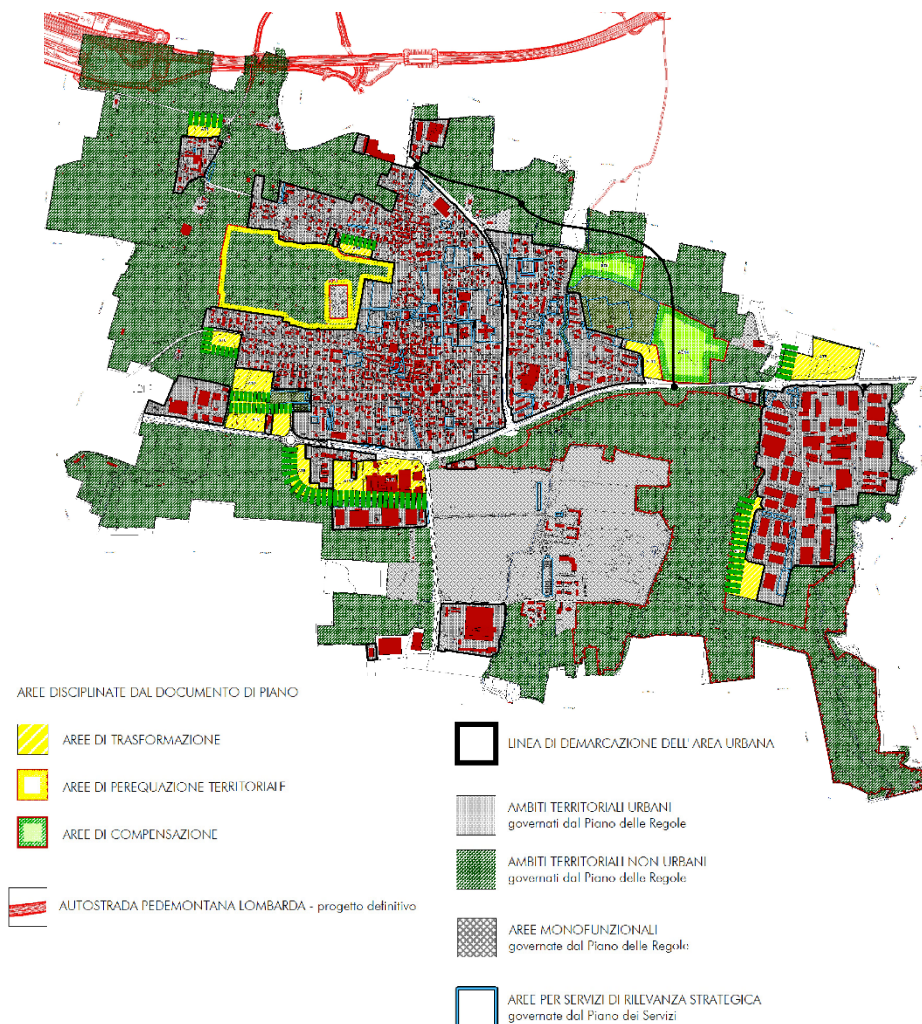 AREE DISCIPLINATE DAL DOCUMENTO DI PIANO
AREE DI TRASFORMAZIONE
AREE DI PEREQUAZIONE TERRITORIALE
AREE DI COMPENSAZIONE
AUTOSTRADA PEDEMONTANA LOMBARDA - progetto definitivo
LINEA DI DEMARCAZIONE DELL'AREA URBANA
AMBITI TERRITORIALI URBANI
governati dal Piano delle Regole
AMBITI TERRITORIALI NON URBANI
governati dal Piano delle Regole
AREE MONOFUNZIONALI
governate dal Piano delle Regole
AREE PER SERVIZI DI RILEVANZA STRATEGICA
governate dal Piano dei Servizi